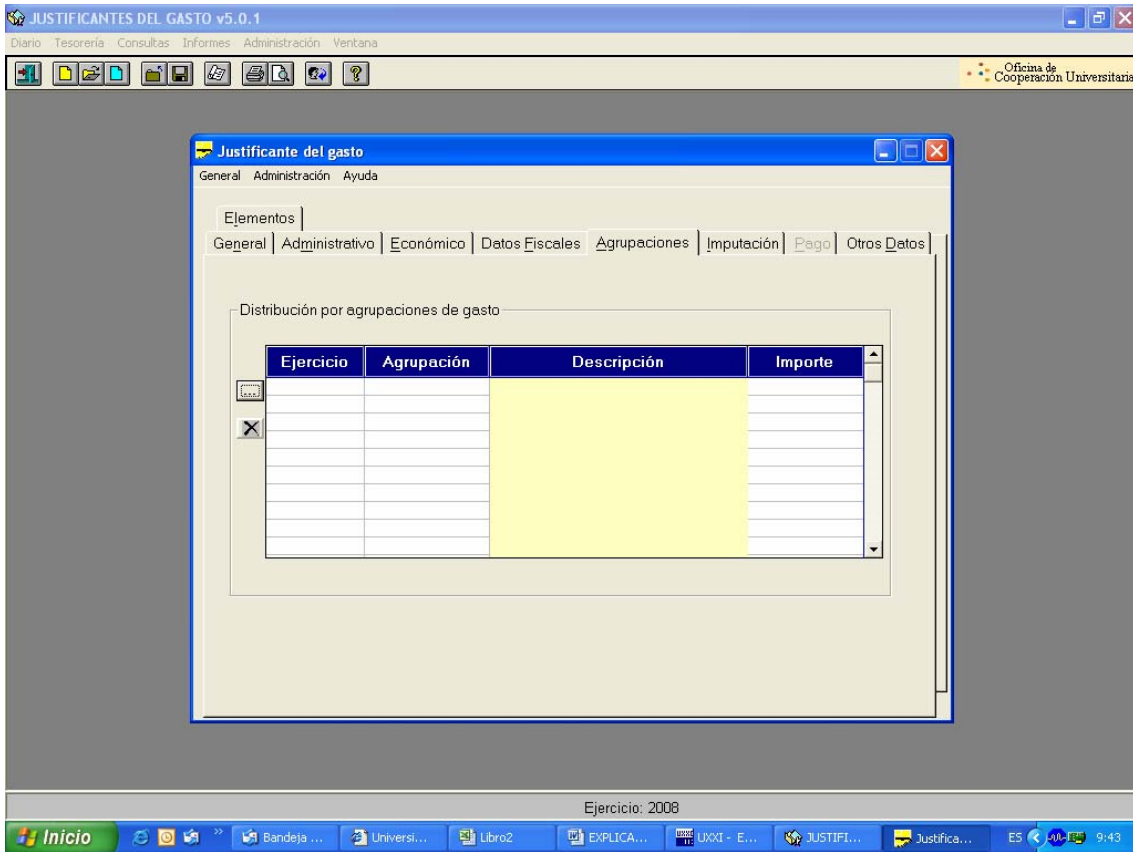 JUSTIFICANTES DEL GASTO v5.0.1
Diario Tesorería Consultas Informes Administración Ventana
Oficina de
Cooperación Universitaria
Justificante del gasto
General Administración Ayuda
Elementos
General Administrativo Económico Datos Fiscales Agrupaciones Imputación Pago Otros Datos
Distribución por agrupaciones de gasto
Ejercicio Agrupación Descripción Importe
Ejercicio: 2008
Inicio » Bandeja ... Universi... Libro2 EXPLICA... UXXI - E... JUSTIFI... Justifica... ES 9:43